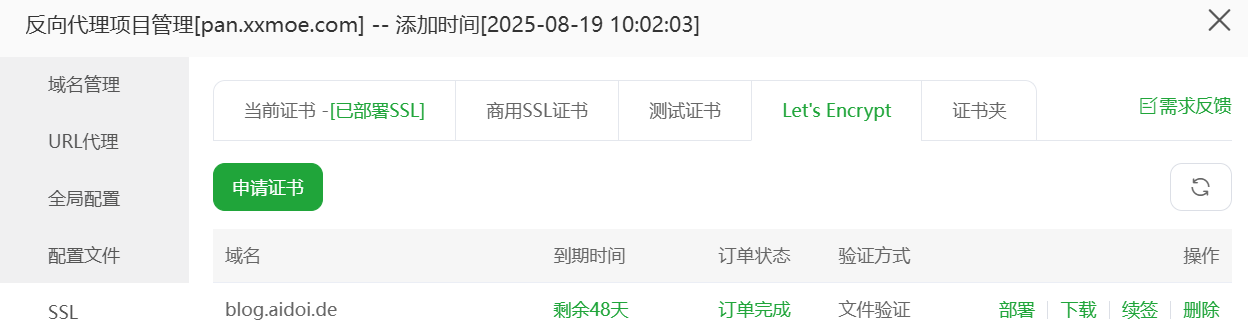 反向代理项目管理[pan.xxmoe.com] -- 添加时间[2025-08-19 10:02:03]
域名管理
URL代理
全局配置
配置文件
SSL
当前证书 -[已部署SSL] 商用SSL证书 测试证书 Let's Encrypt 证书夹 需求反馈
申请证书
域名 到期时间 订单状态 验证方式 操作
blog.aidoi.de 剩余48天 订单完成 文件验证 部署 下载 续签 删除